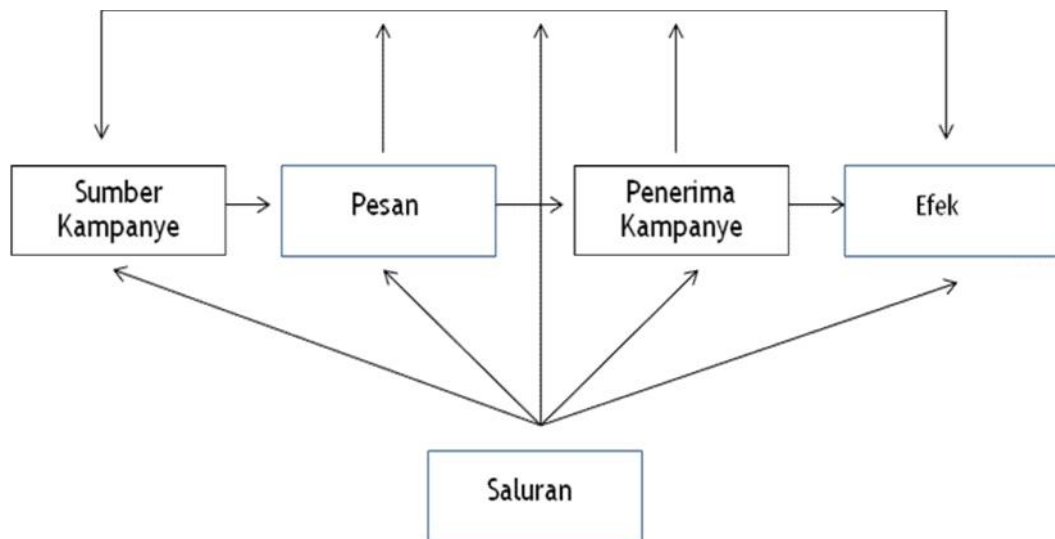 Sumber
Kampanye
Pesan
Penerima
Kampanye
Efek
Saluran